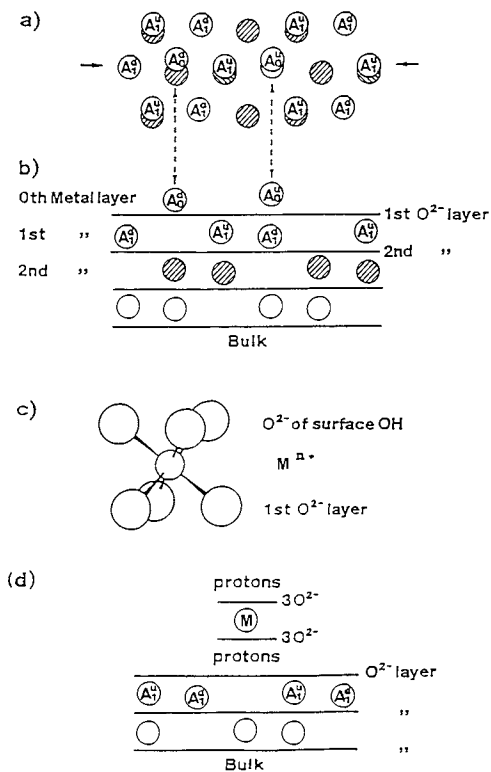 a)
A₁ᵘ A₁ᵈ A₁ᵘ A₁ᵈ
A₁ᵈ A₀ᵈ A₁ᵘ A₀ᵘ A₁ᵘ
A₁ᵘ A₁ᵈ A₁ᵘ A₁ᵈ
b)
0th Metal layer A₀ᵈ A₀ᵘ
1st O²⁻ layer
1st „ A₁ᵈ A₁ᵘ A₁ᵈ A₁ᵘ
2nd „
2nd „
Bulk
c)
O²⁻ of surface OH
Mⁿ⁺
1st O²⁻ layer
(d)
protons
3O²⁻
M
3O²⁻
protons
O²⁻ layer
A₁ᵘ A₁ᵈ A₁ᵘ A₁ᵈ
„
„
Bulk